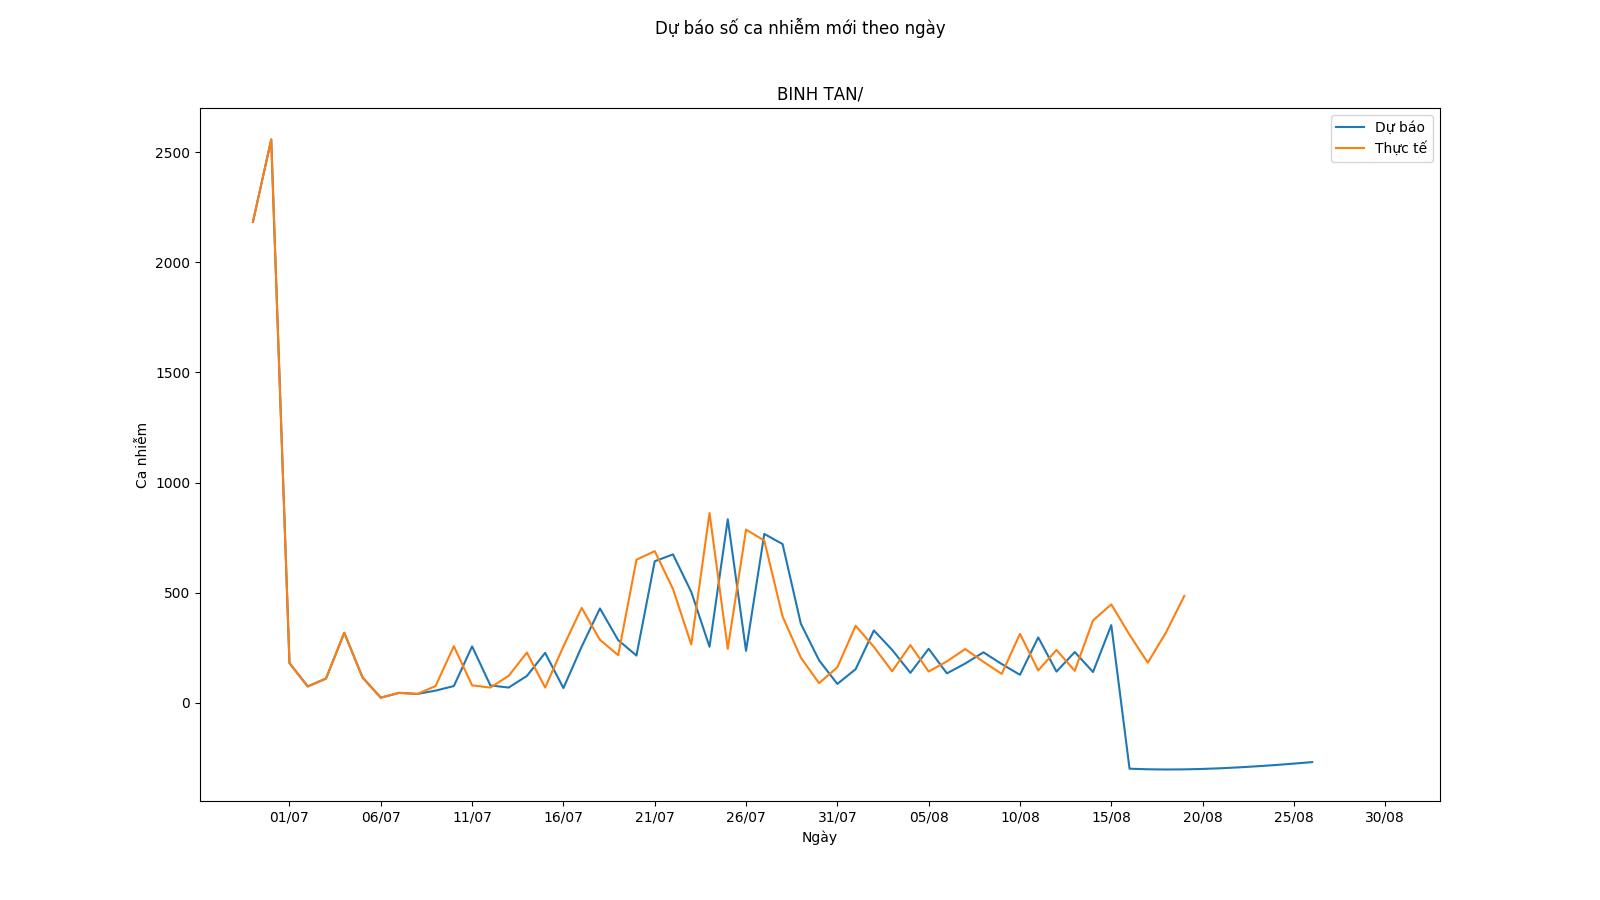 Dự báo số ca nhiễm mới theo ngày
BINH TAN/
Dự báo
Thực tế
2500
2000
1500
1000
500
0
Ca nhiễm
01/07 06/07 11/07 16/07 21/07 26/07 31/07 05/08 10/08 15/08 20/08 25/08 30/08
Ngày